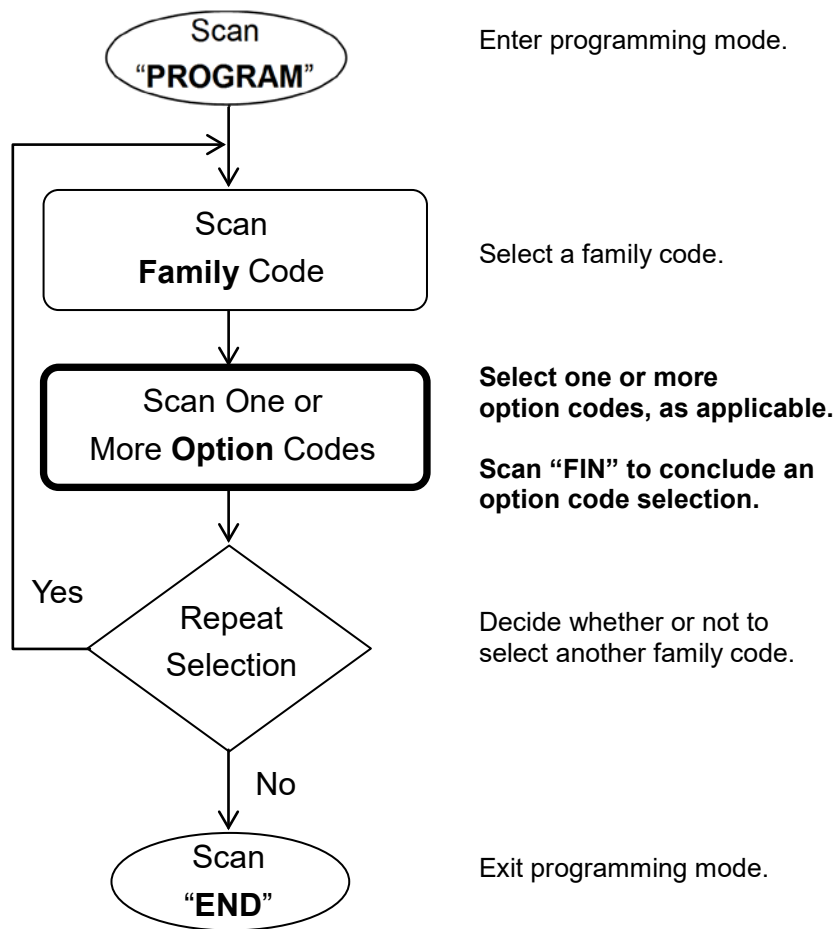 Scan
“PROGRAM”
Enter programming mode.
Scan
Family Code
Select a family code.
Scan One or
More Option Codes
Select one or more
option codes, as applicable.
Scan “FIN” to conclude an
option code selection.
Yes
Repeat
Selection
Decide whether or not to
select another family code.
No
Scan
“END”
Exit programming mode.